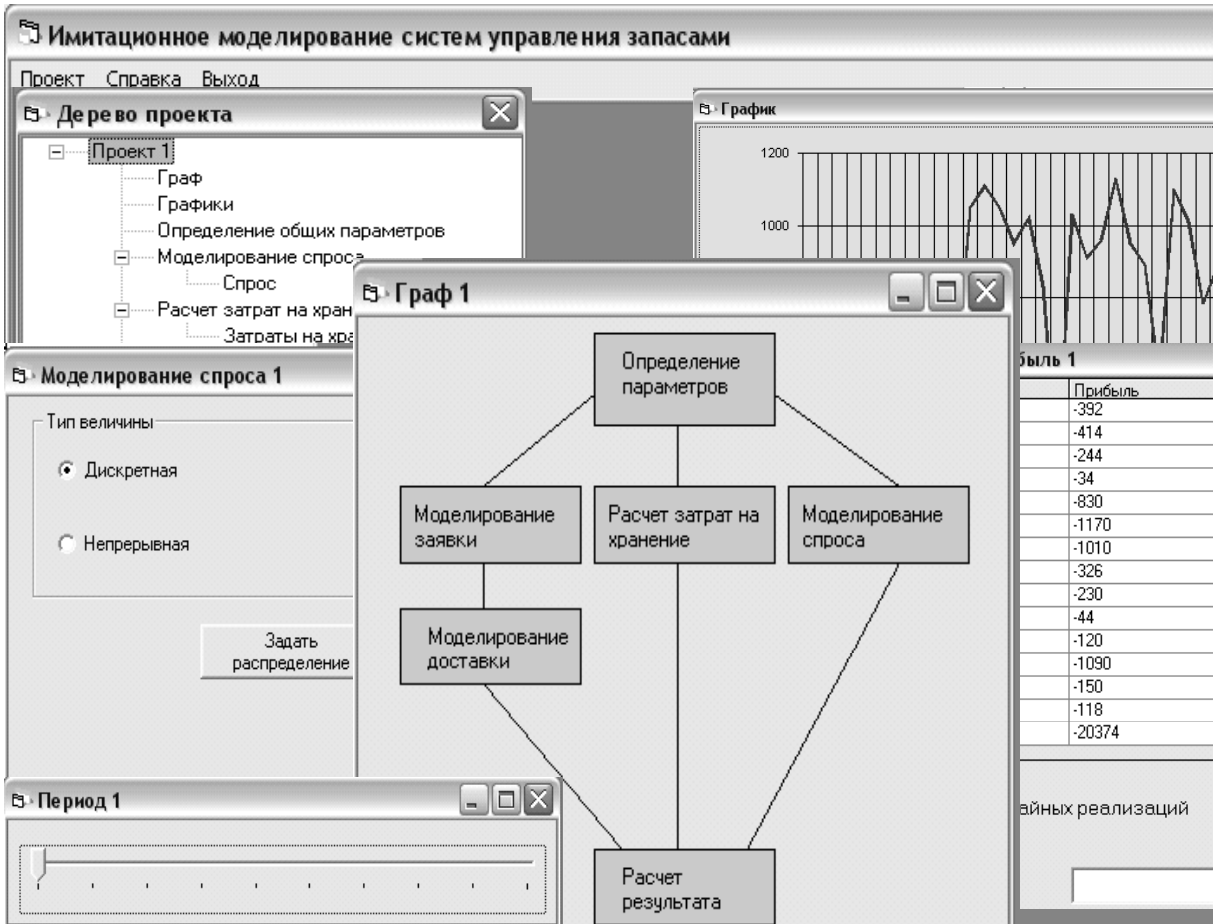 Имитационное моделирование систем управления запасами
Проект Справка Выход
Дерево проекта
Проект 1
Граф
Графики
Определение общих параметров
Моделирование спроса
Спрос
Расчет затрат на хран
Затраты на хра
График
1200
1000
Граф 1
Определение
параметров
Моделирование
заявки
Расчет затрат на
хранение
Моделирование
спроса
Моделирование
доставки
Расчет
результата
Моделирование спроса 1
Тип величины
Дискретная
Непрерывная
Задать
распределение
Период 1
быль 1
Прибыль
-392
-414
-244
-34
-830
-1170
-1010
-326
-230
-44
-120
-1090
-150
-118
-20374
айных реализаций